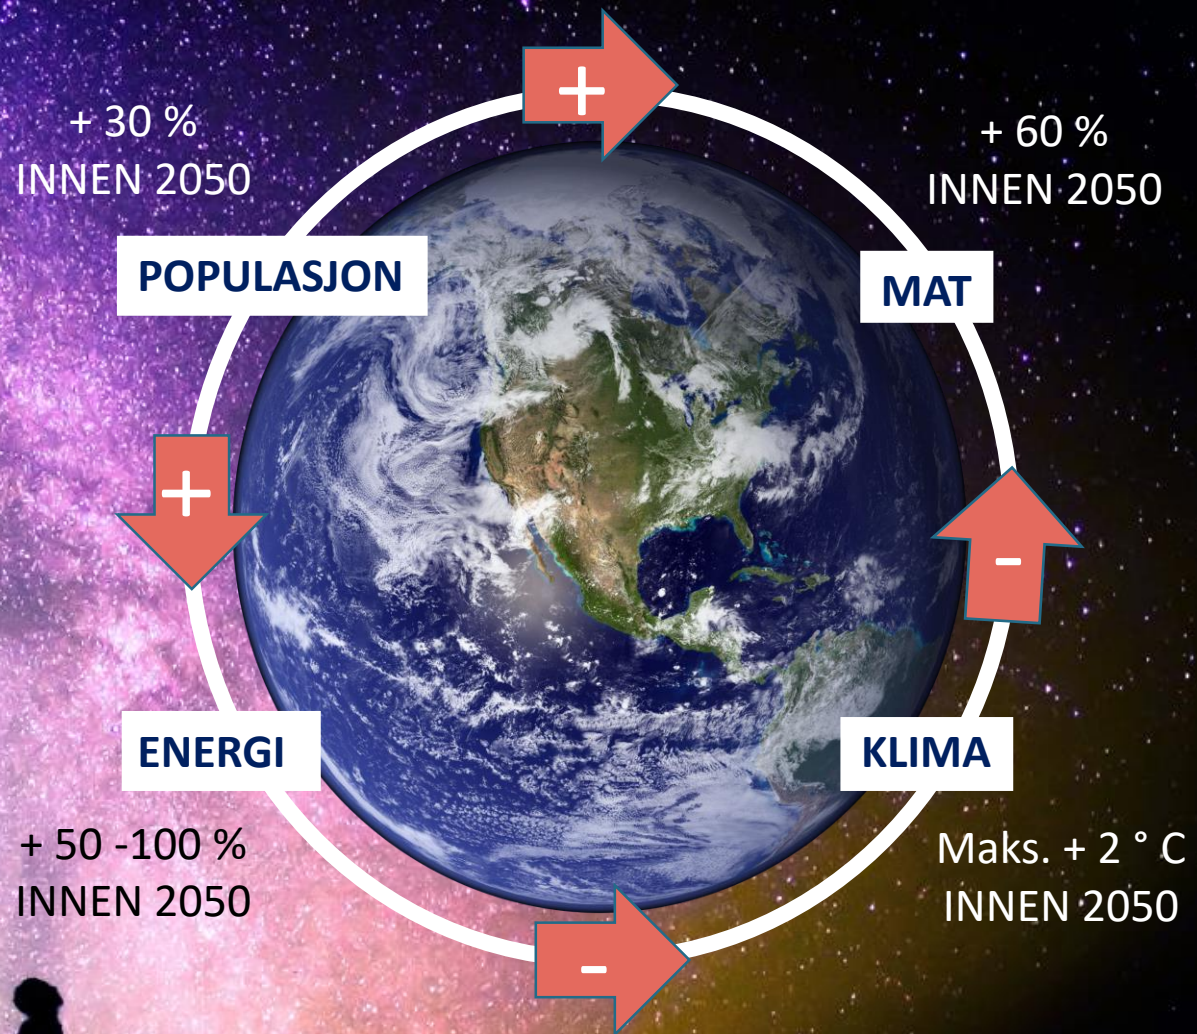 +
+ 30 %
INNEN 2050
+ 60 %
INNEN 2050
POPULASJON
MAT
+
-
ENERGI
KLIMA
+ 50 -100 %
INNEN 2050
Maks. + 2 ° C
INNEN 2050
-